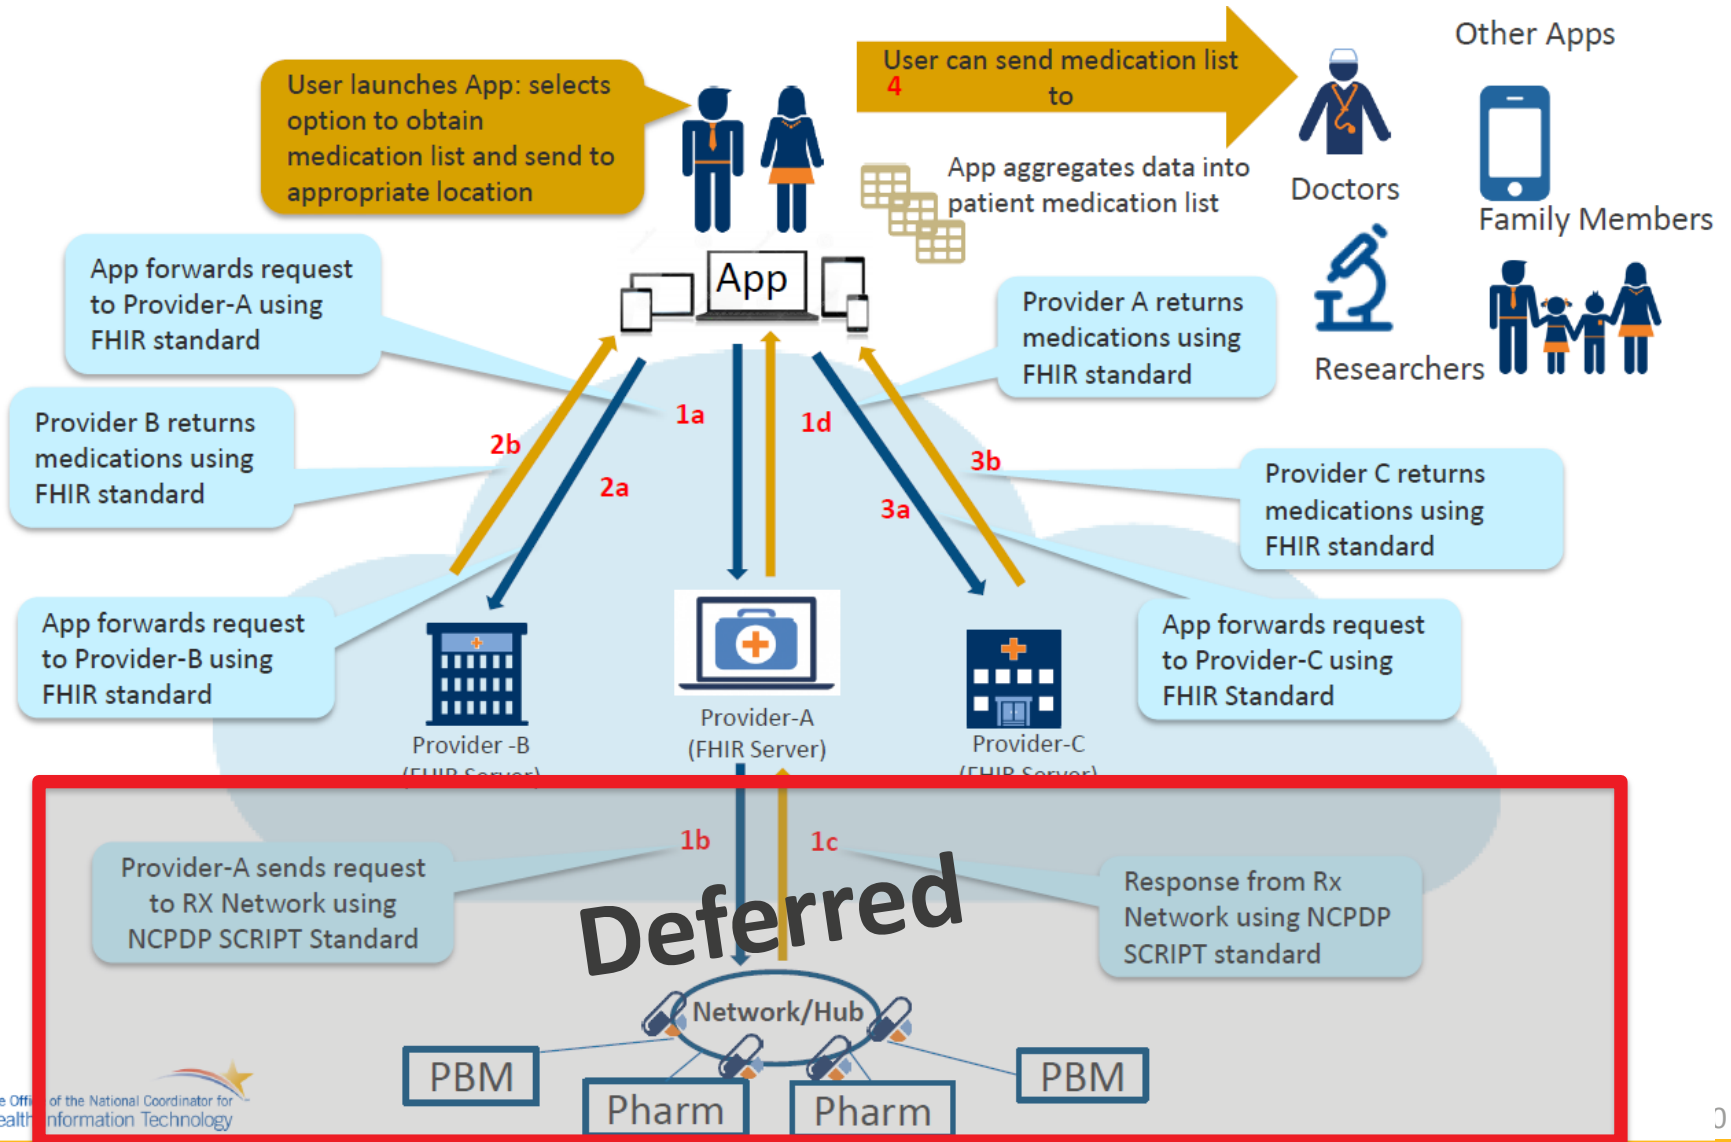 User launches App: selects
option to obtain
medication list and send to
appropriate location
User can send medication list
4
to
Other Apps
App aggregates data into
patient medication list
Doctors
Family Members
Researchers
App
App forwards request
to Provider-A using
FHIR standard
Provider A returns
medications using
FHIR standard
Provider B returns
medications using
FHIR standard
1a
1d
2b
2a
3b
3a
Provider C returns
medications using
FHIR standard
App forwards request
to Provider-B using
FHIR standard
App forwards request
to Provider-C using
FHIR Standard
Provider -B
(FHIR Server)
Provider-A
(FHIR Server)
Provider-C
(FHIR Server)
1b
1c
Provider-A sends request
to RX Network using
NCPDP SCRIPT Standard
Deferred
Response from Rx
Network using NCPDP
SCRIPT standard
Network/Hub
PBM
Pharm
Pharm
PBM
of the National Coordinator for
nformation Technology